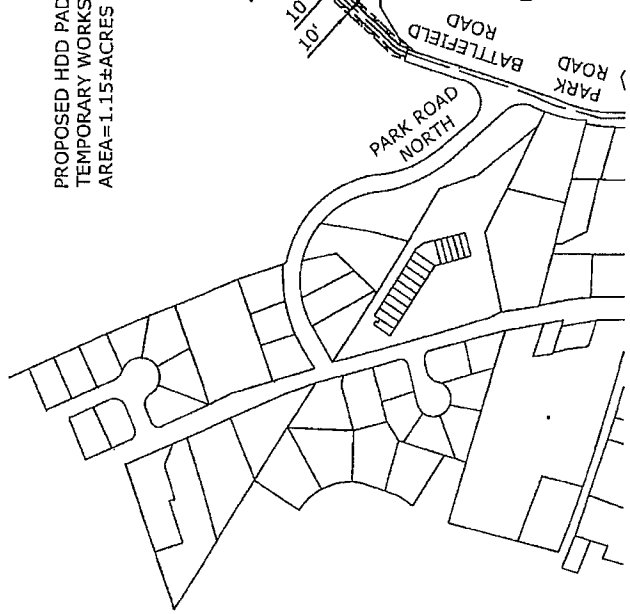 PROPOSED HDD PAD
TEMPORARY WORKS
AREA=1.15±ACRES
10
10'
BATTLEFIELD
ROAD
PARK
ROAD
PARK ROAD
NORTH